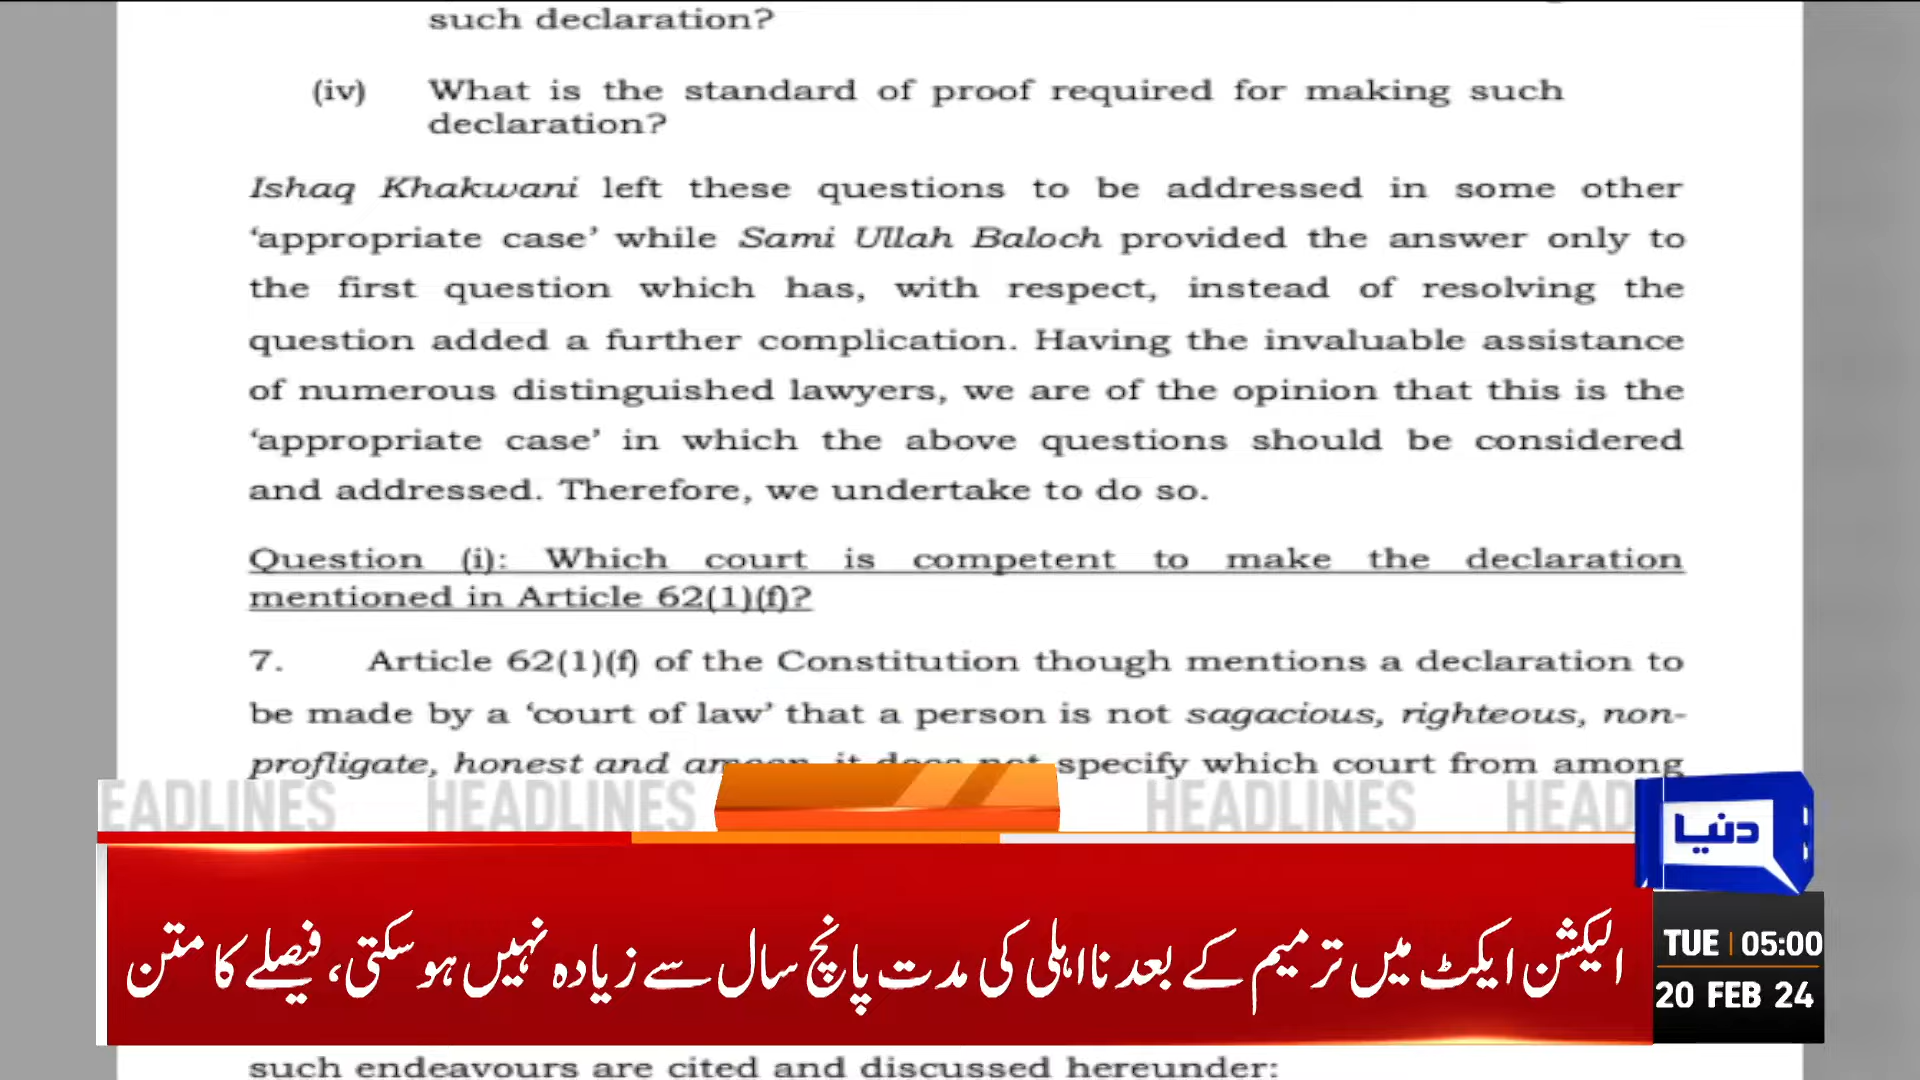 such declaration?
(iv) What is the standard of proof required for making such
declaration?
Ishaq Khakwani left these questions to be addressed in some other
‘appropriate case’ while Sami Ullah Baloch provided the answer only to
the first question which has, with respect, instead of resolving the
question added a further complication. Having the invaluable assistance
of numerous distinguished lawyers, we are of the opinion that this is the
‘appropriate case’ in which the above questions should be considered
and addressed. Therefore, we undertake to do so.
Question (i): Which court is competent to make the declaration
mentioned in Article 62(1)(f)?
7. Article 62(1)(f) of the Constitution though mentions a declaration to
be made by a ‘court of law’ that a person is not sagacious, righteous, non-
profligate, honest and ameen, it does not specify which court from among
EADLINES HEADLINES HEADLINES HEAD
دنیا
الیکشن ایکٹ میں ترمیم کے بعد نااہلی کی مدت پانچ سال سے زیادہ نہیں ہوسکتی، فیصلے کا متن
TUE 05:00
20 FEB 24
such endeavours are cited and discussed hereunder: